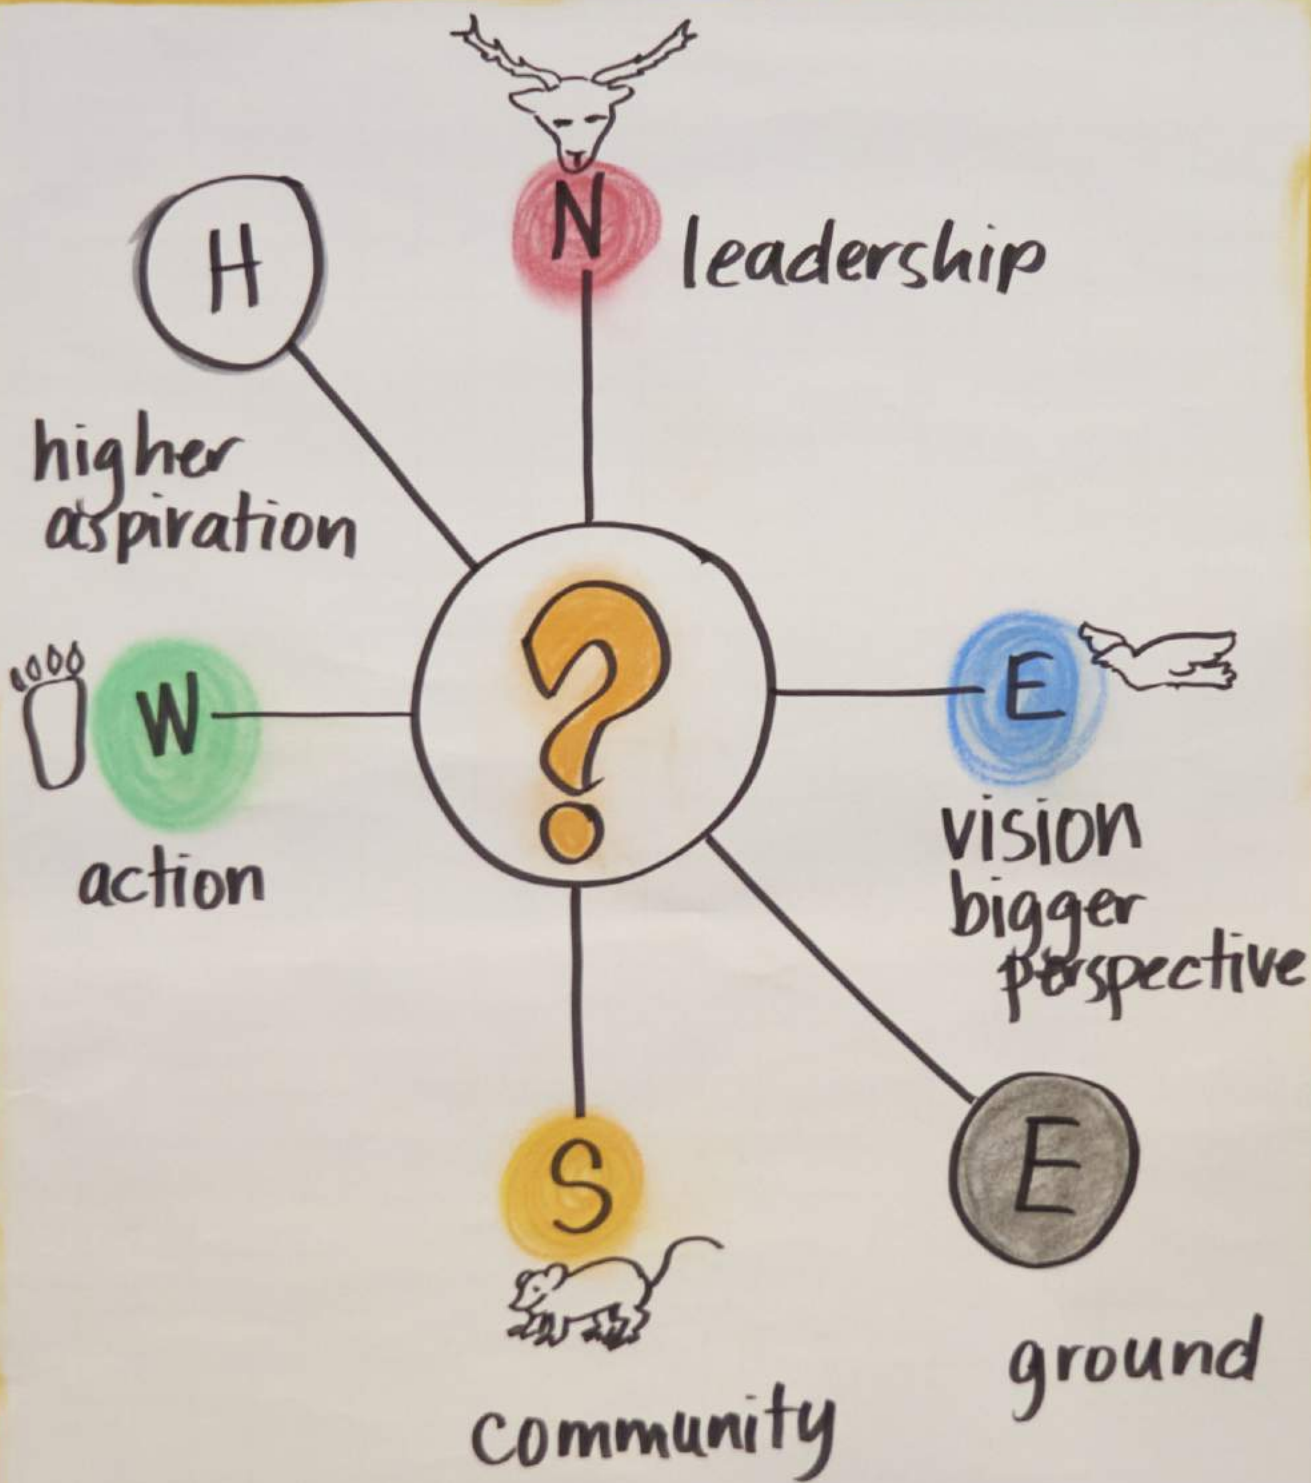 N
leadership
H
higher
aspiration
?
W
action
E
vision
bigger
perspective
S
community
E
ground